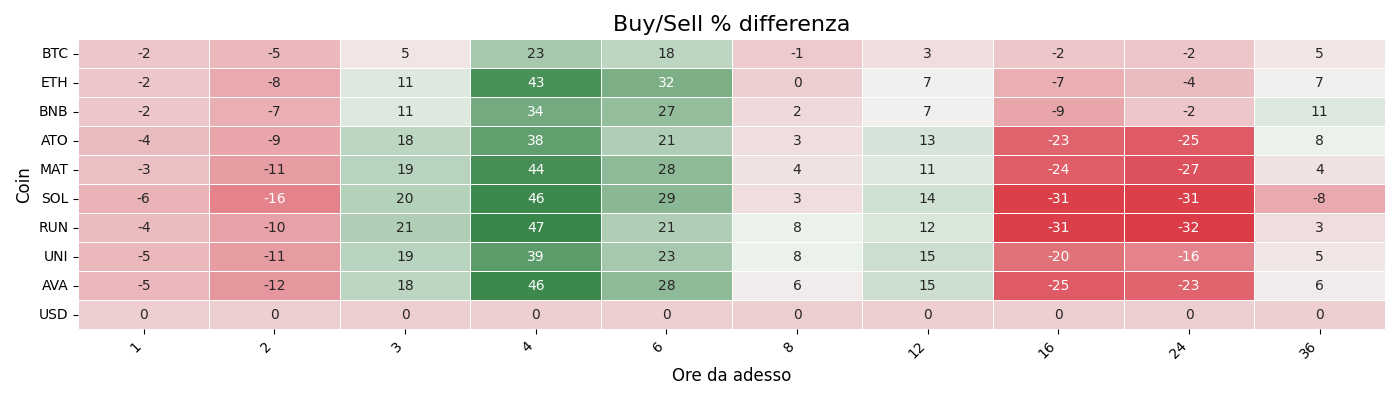 Buy/Sell % differenza
Coin
BTC -2 -5 5 23 18 -1 3 -2 -2 5
ETH -2 -8 11 43 32 0 7 -7 -4 7
BNB -2 -7 11 34 27 2 7 -9 -2 11
ATO -4 -9 18 38 21 3 13 -23 -25 8
MAT -3 -11 19 44 28 4 11 -24 -27 4
SOL -6 -16 20 46 29 3 14 -31 -31 -8
RUN -4 -10 21 47 21 8 12 -31 -32 3
UNI -5 -11 19 39 23 8 15 -20 -16 5
AVA -5 -12 18 46 28 6 15 -25 -23 6
USD 0 0 0 0 0 0 0 0 0 0
1 2 3 4 6 8 12 16 24 36
Ore da adesso